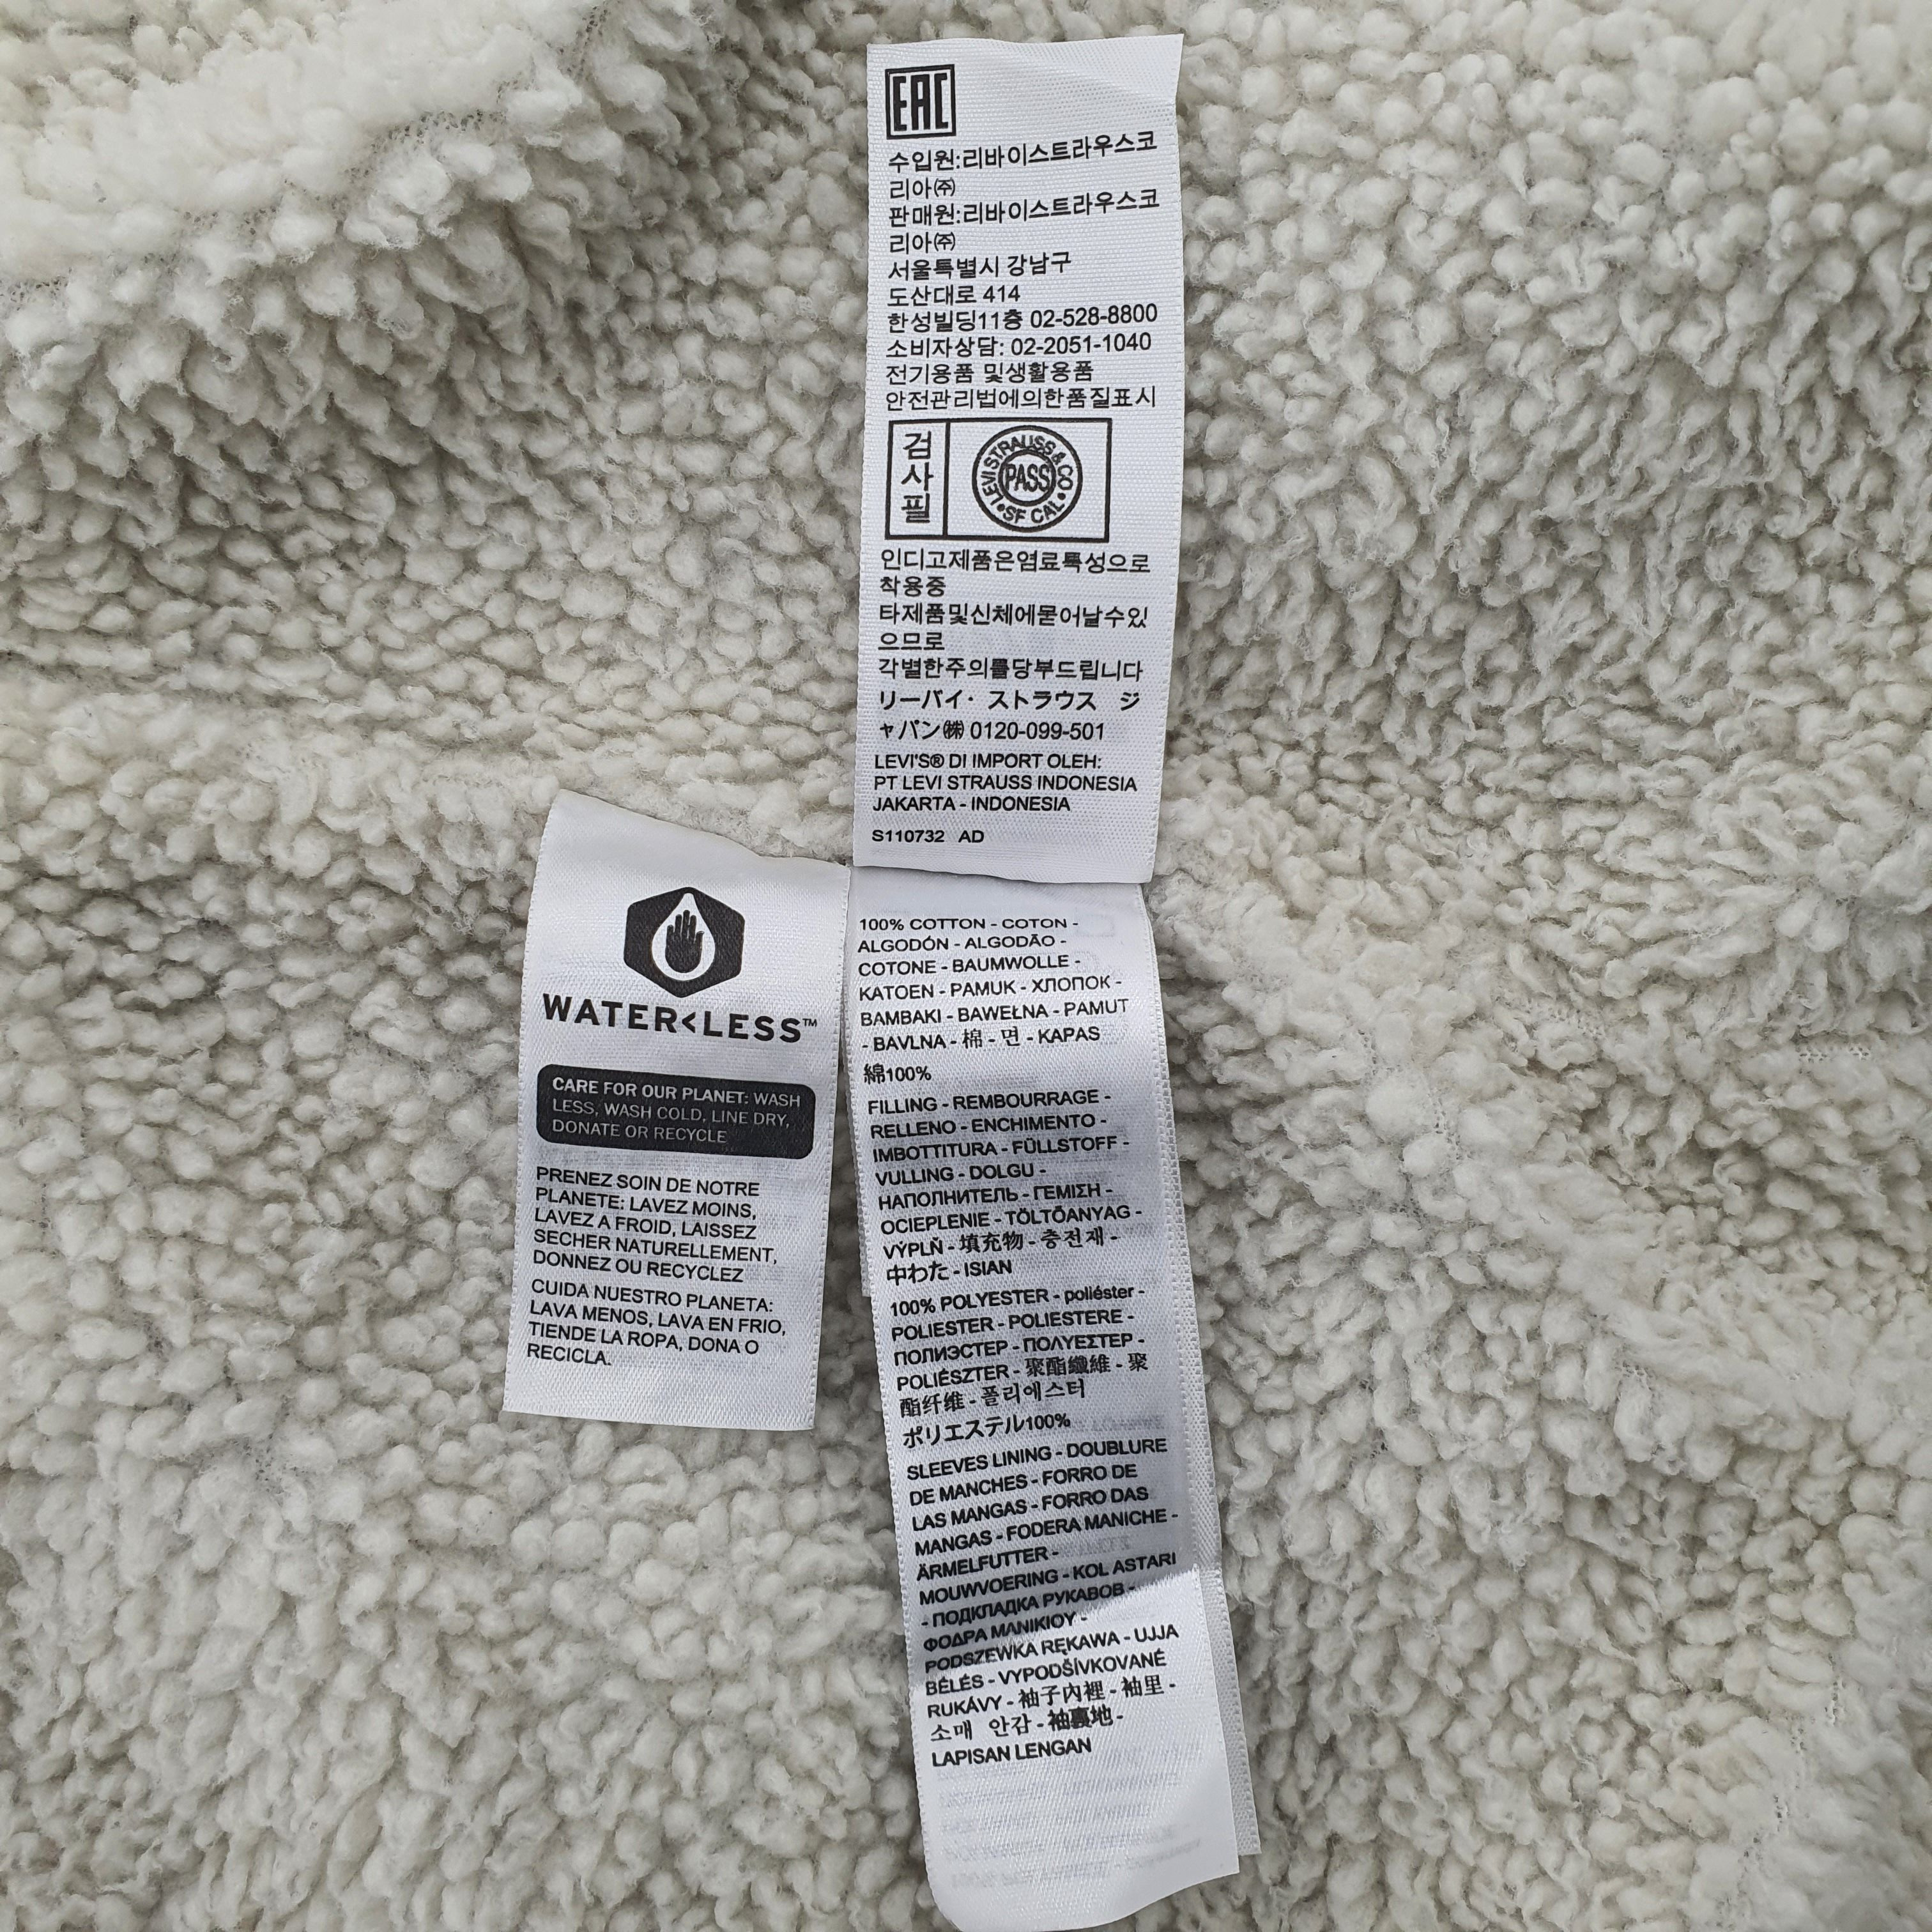 EAC
수입원:리바이스트라우스코
리아㈜
판매원:리바이스트라우스코
리아㈜
서울특별시 강남구
도산대로 414
한성빌딩11층 02-528-8800
소비자상담: 02-2051-1040
전기용품 및생활용품
안전관리법에의한품질표시
검
사
필
LEVI STRAUSS & CO
PASS
SF CAL
인디고제품은염료특성으로
착용중
타제품및신체에묻어날수있
으므로
각별한주의를당부드립니다
リーバイ・ストラウス ジ
ャパン㈱ 0120-099-501
LEVI'S® DI IMPORT OLEH:
PT LEVI STRAUSS INDONESIA
JAKARTA - INDONESIA
S110732 AD
WATER<LESS™
CARE FOR OUR PLANET: WASH
LESS, WASH COLD, LINE DRY,
DONATE OR RECYCLE
PRENEZ SOIN DE NOTRE
PLANETE: LAVEZ MOINS,
LAVEZ A FROID, LAISSEZ
SECHER NATURELLEMENT,
DONNEZ OU RECYCLEZ
CUIDA NUESTRO PLANETA:
LAVA MENOS, LAVA EN FRIO,
TIENDE LA ROPA, DONA O
RECICLA.
100% COTTON - COTON -
ALGODÓN - ALGODÃO -
COTONE - BAUMWOLLE -
KATOEN - PAMUK - ХЛОПОК -
BAMBAKI - BAWEŁNA - PAMUT
- BAVLNA - 棉 - 면 - KAPAS
綿100%
FILLING - REMBOURRAGE -
RELLENO - ENCHIMENTO -
IMBOTTITURA - FÜLLSTOFF -
VULLING - DOLGU -
НАПОЛНИТЕЛЬ - ΓΕΜΙΣΗ -
OCIEPLENIE - TÖLTŐANYAG -
VÝPLŇ - 填充物 - 충전재 -
中わた - ISIAN
100% POLYESTER - poliéster -
POLIESTER - POLIESTERE -
ПОЛИЭСТЕР - ΠΟΛΥΕΣΤΕΡ -
POLIÉSZTER - 聚酯纖維 - 聚
酯纤维 - 폴리에스터
ポリエステル100%
SLEEVES LINING - DOUBLURE
DE MANCHES - FORRO DE
LAS MANGAS - FORRO DAS
MANGAS - FODERA MANICHE -
ÄRMELFUTTER -
MOUWVOERING - KOL ASTARI
- ПОДКЛАДКА РУКАВОВ -
ΦΟΔΡΑ ΜΑΝΙΚΙΟΥ -
PODSZEWKA RĘKAWA - UJJA
BÉLÉS - VYPODŠÍVKOVANÉ
RUKÁVY - 袖子內裡 - 袖里 -
소매 안감 - 袖裏地 -
LAPISAN LENGAN